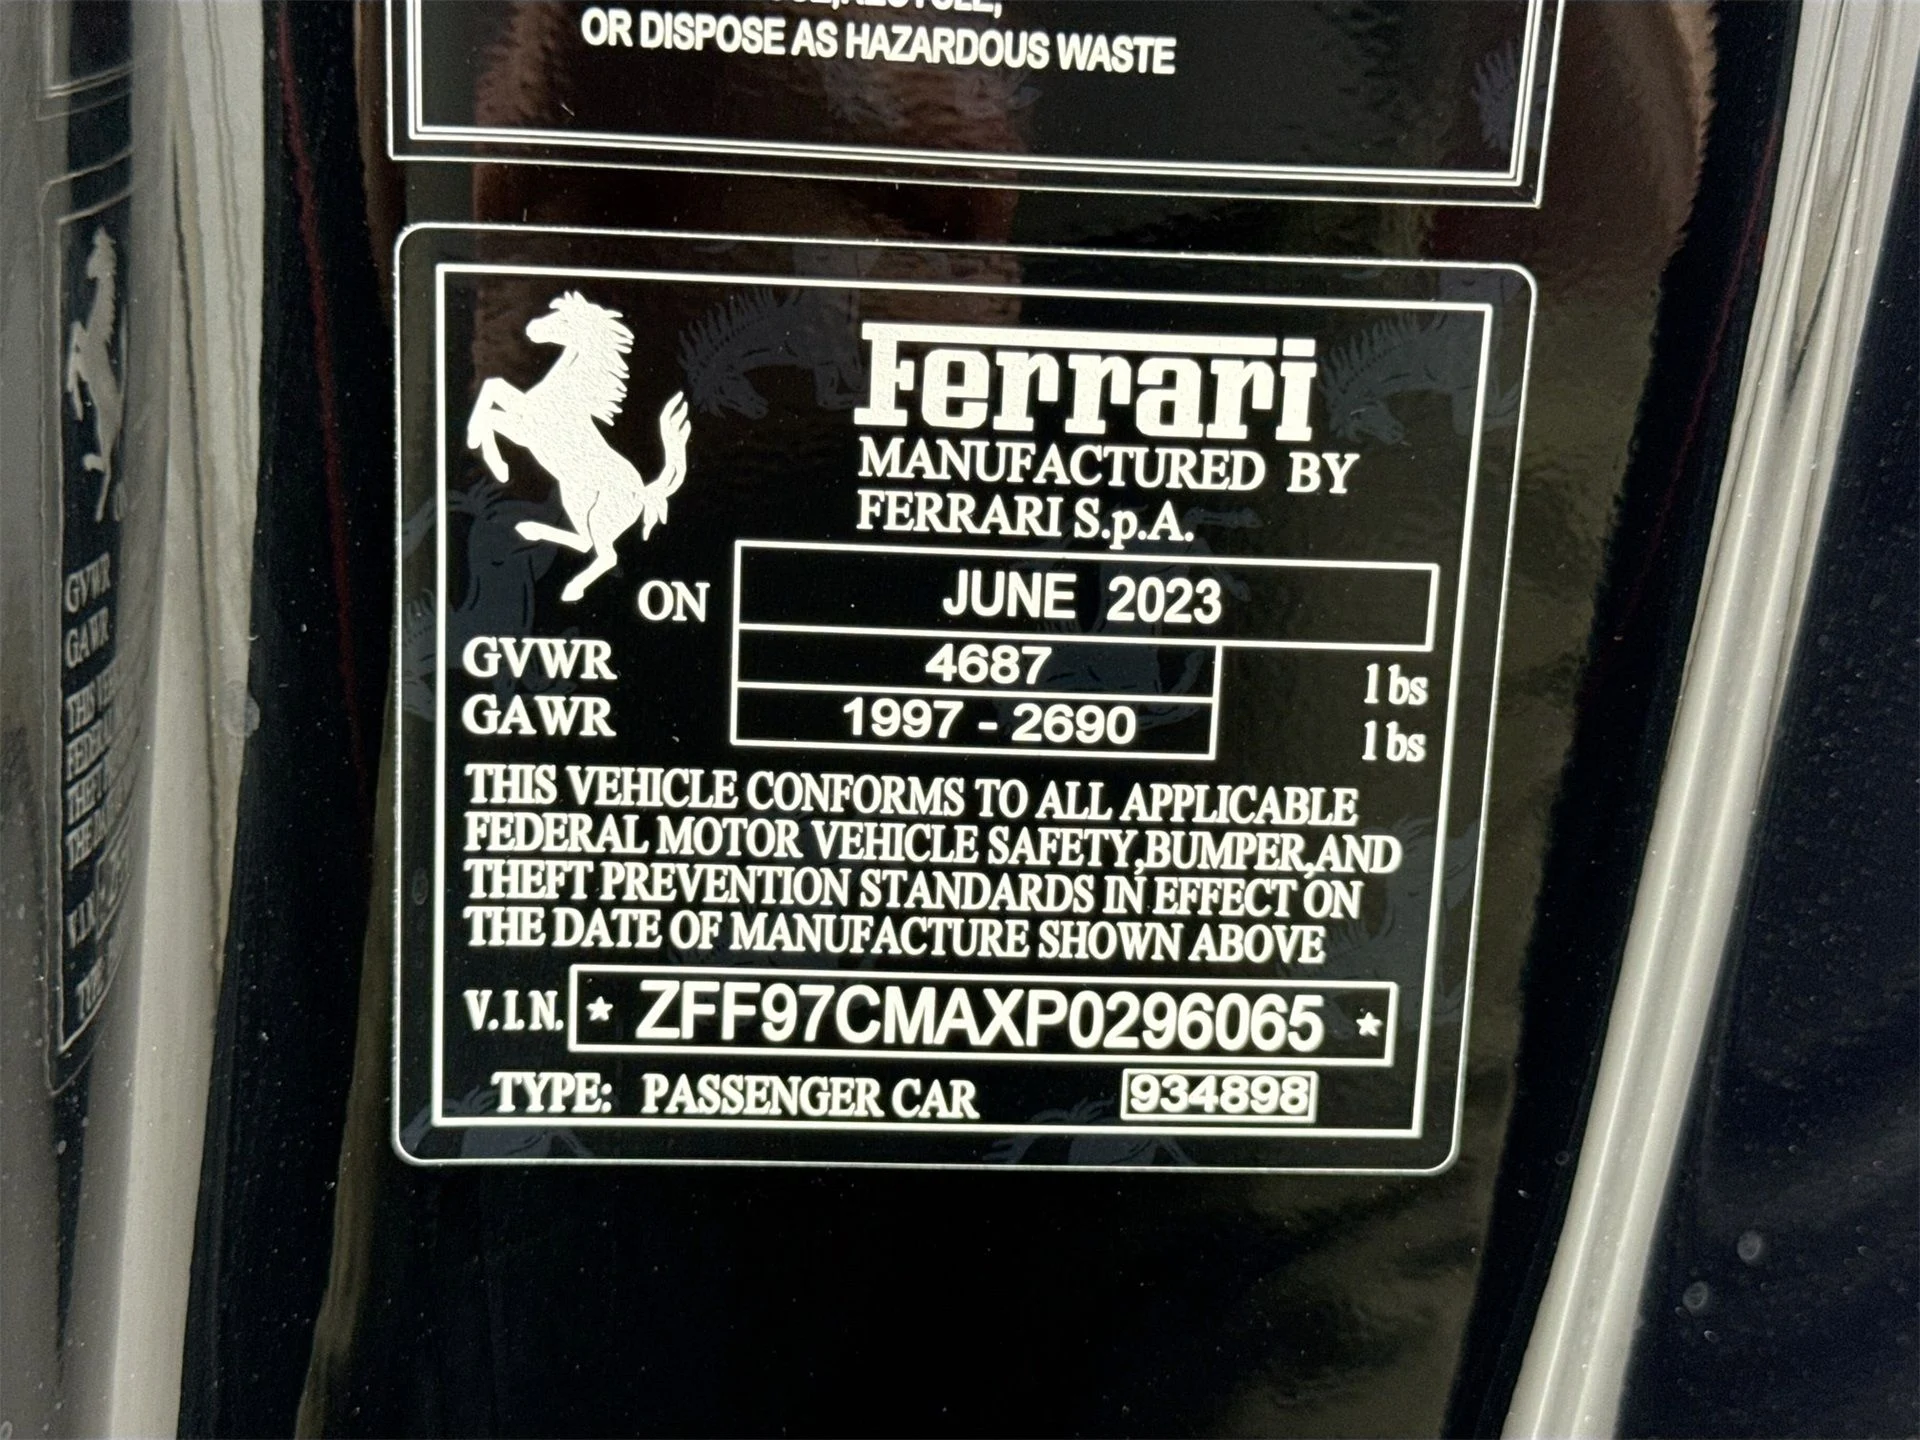 OR DISPOSE AS HAZARDOUS WASTE
Ferrari
MANUFACTURED BY
FERRARI S.p.A.
ON JUNE 2023
GVWR 4687 lbs
GAWR 1997 - 2690 lbs
THIS VEHICLE CONFORMS TO ALL APPLICABLE
FEDERAL MOTOR VEHICLE SAFETY,BUMPER,AND
THEFT PREVENTION STANDARDS IN EFFECT ON
THE DATE OF MANUFACTURE SHOWN ABOVE
V.I.N. * ZFF97CMAXP0296065 *
TYPE: PASSENGER CAR 934898
GVWR
GAWR